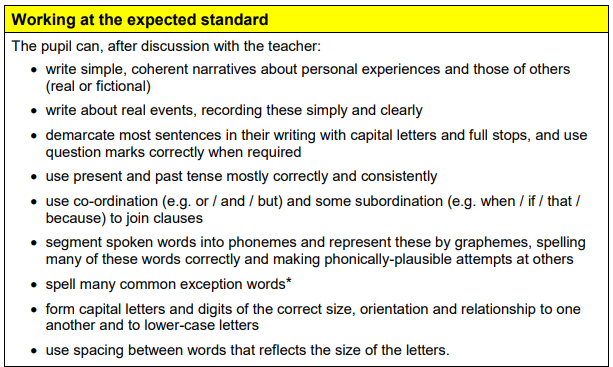 Working at the expected standard
The pupil can, after discussion with the teacher:
• write simple, coherent narratives about personal experiences and those of others
(real or fictional)
• write about real events, recording these simply and clearly
• demarcate most sentences in their writing with capital letters and full stops, and use
question marks correctly when required
• use present and past tense mostly correctly and consistently
• use co-ordination (e.g. or / and / but) and some subordination (e.g. when / if / that /
because) to join clauses
• segment spoken words into phonemes and represent these by graphemes, spelling
many of these words correctly and making phonically-plausible attempts at others
• spell many common exception words*
• form capital letters and digits of the correct size, orientation and relationship to one
another and to lower-case letters
• use spacing between words that reflects the size of the letters.